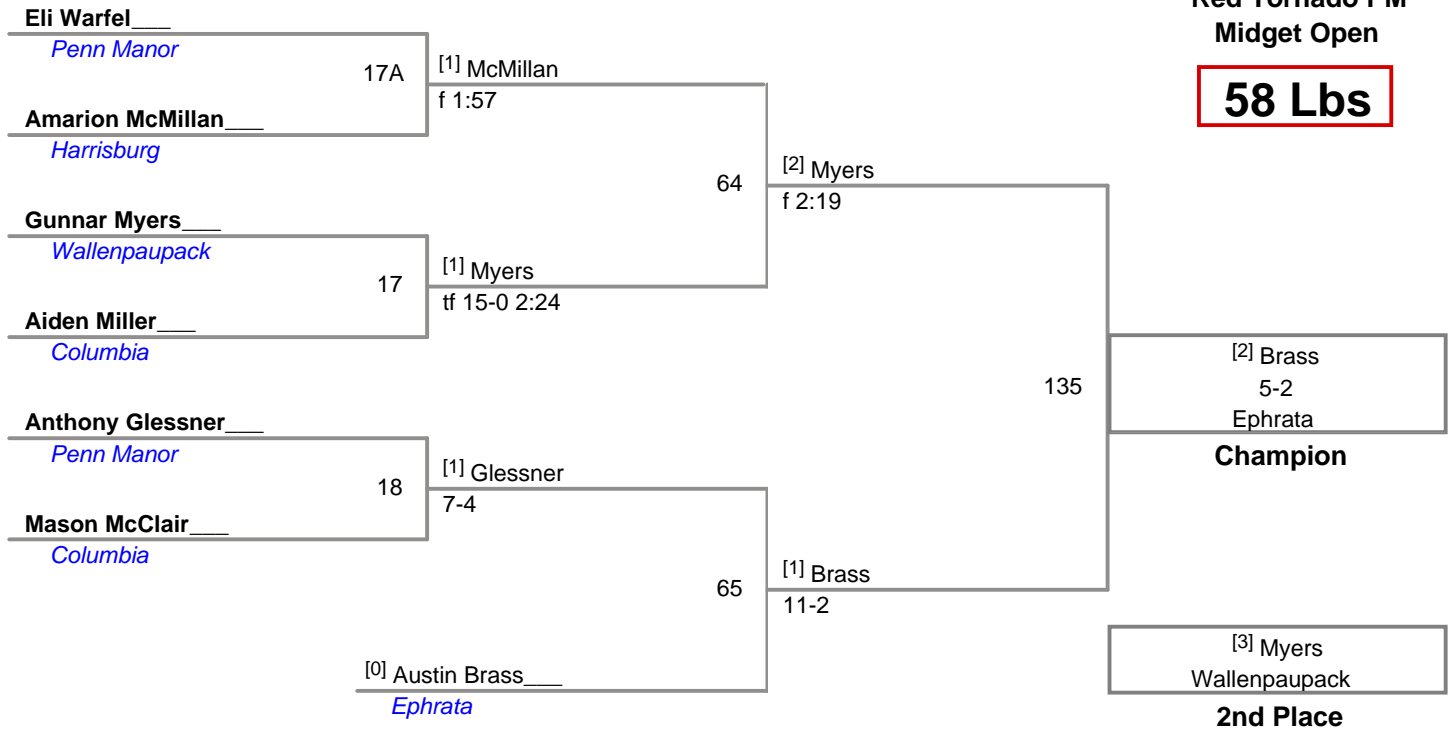 Red Tornado PM
Midget Open
58 Lbs
Eli Warfel___
Penn Manor
17A
[1] McMillan
f 1:57
Amarion McMillan___
Harrisburg
64
[2] Myers
f 2:19
Gunnar Myers___
Wallenpaupack
17
[1] Myers
tf 15-0 2:24
Aiden Miller___
Columbia
135
[2] Brass
5-2
Ephrata
Champion
Anthony Glessner___
Penn Manor
18
[1] Glessner
7-4
Mason McClair___
Columbia
65
[1] Brass
11-2
[0] Austin Brass___
Ephrata
[3] Myers
Wallenpaupack
2nd Place